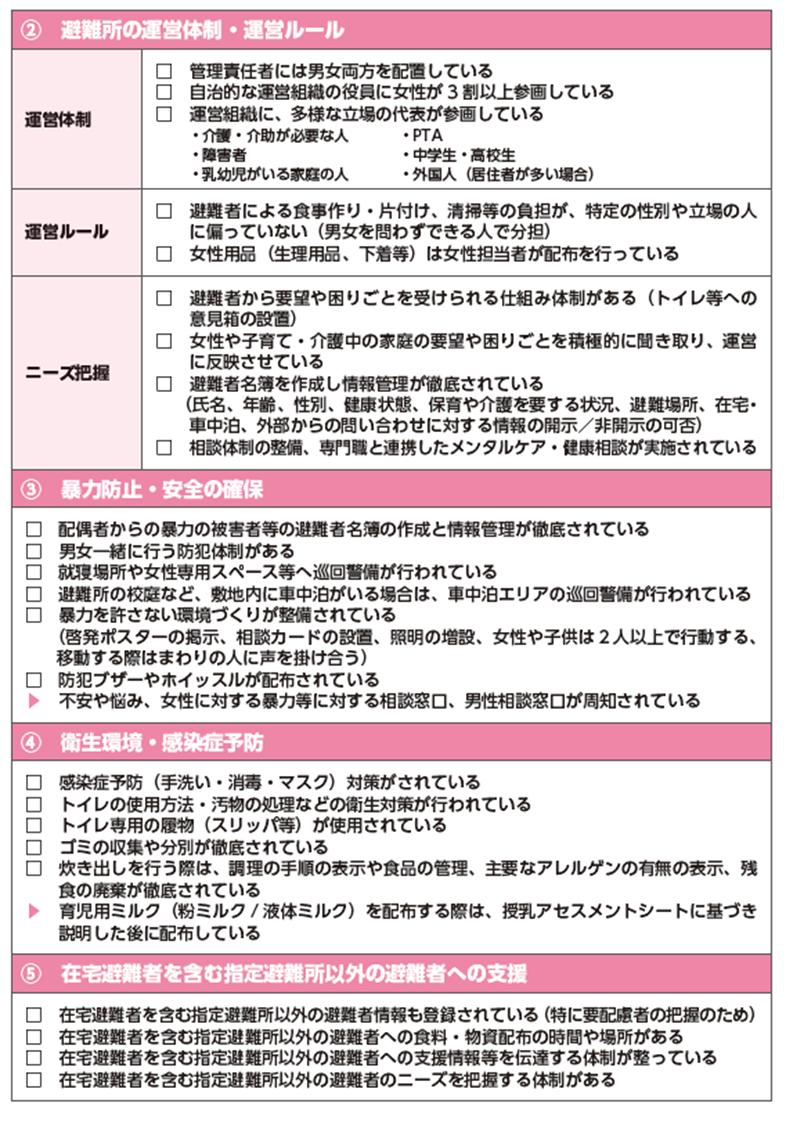 ② 避難所の運営体制・運営ルール
運営体制
□ 管理責任者には男女両方を配置している
□ 自治的な運営組織の役員に女性が3割以上参画している
□ 運営組織に、多様な立場の代表が参画している
・介護・介助が必要な人 ・PTA
・障害者 ・中学生・高校生
・乳幼児がいる家庭の人 ・外国人（居住者が多い場合）
運営ルール
□ 避難者による食事作り・片付け、清掃等の負担が、特定の性別や立場の人
に偏っていない（男女を問わずできる人で分担）
□ 女性用品（生理用品、下着等）は女性担当者が配布を行っている
ニーズ把握
□ 避難者から要望や困りごとを受けられる仕組み体制がある（トイレ等への
意見箱の設置）
□ 女性や子育て・介護中の家庭の要望や困りごとを積極的に聞き取り、運営
に反映させている
□ 避難者名簿を作成し情報管理が徹底されている
（氏名、年齢、性別、健康状態、保育や介護を要する状況、避難場所、在宅・
車中泊、外部からの問い合わせに対する情報の開示／非開示の可否）
□ 相談体制の整備、専門職と連携したメンタルケア・健康相談が実施されている
③ 暴力防止・安全の確保
□ 配偶者からの暴力の被害者等の避難者名簿の作成と情報管理が徹底されている
□ 男女一緒に行う防犯体制がある
□ 就寝場所や女性専用スペース等へ巡回警備が行われている
□ 避難所の校庭など、敷地内に車中泊がいる場合は、車中泊エリアの巡回警備が行われている
□ 暴力を許さない環境づくりが整備されている
（啓発ポスターの掲示、相談カードの設置、照明の増設、女性や子供は2人以上で行動する、
移動する際はまわりの人に声を掛け合う）
□ 防犯ブザーやホイッスルが配布されている
▶ 不安や悩み、女性に対する暴力等に対する相談窓口、男性相談窓口が周知されている
④ 衛生環境・感染症予防
□ 感染症予防（手洗い・消毒・マスク）対策がされている
□ トイレの使用方法・汚物の処理などの衛生対策が行われている
□ トイレ専用の履物（スリッパ等）が使用されている
□ ゴミの収集や分別が徹底されている
□ 炊き出しを行う際は、調理の手順の表示や食品の管理、主要なアレルゲンの有無の表示、残
食の廃棄が徹底されている
▶ 育児用ミルク（粉ミルク/液体ミルク）を配布する際は、授乳アセスメントシートに基づき
説明した後に配布している
⑤ 在宅避難者を含む指定避難所以外の避難者への支援
□ 在宅避難者を含む指定避難所以外の避難者情報も登録されている（特に要配慮者の把握のため）
□ 在宅避難者を含む指定避難所以外の避難者への食料・物資配布の時間や場所がある
□ 在宅避難者を含む指定避難所以外の避難者への支援情報等を伝達する体制が整っている
□ 在宅避難者を含む指定避難所以外の避難者のニーズを把握する体制がある